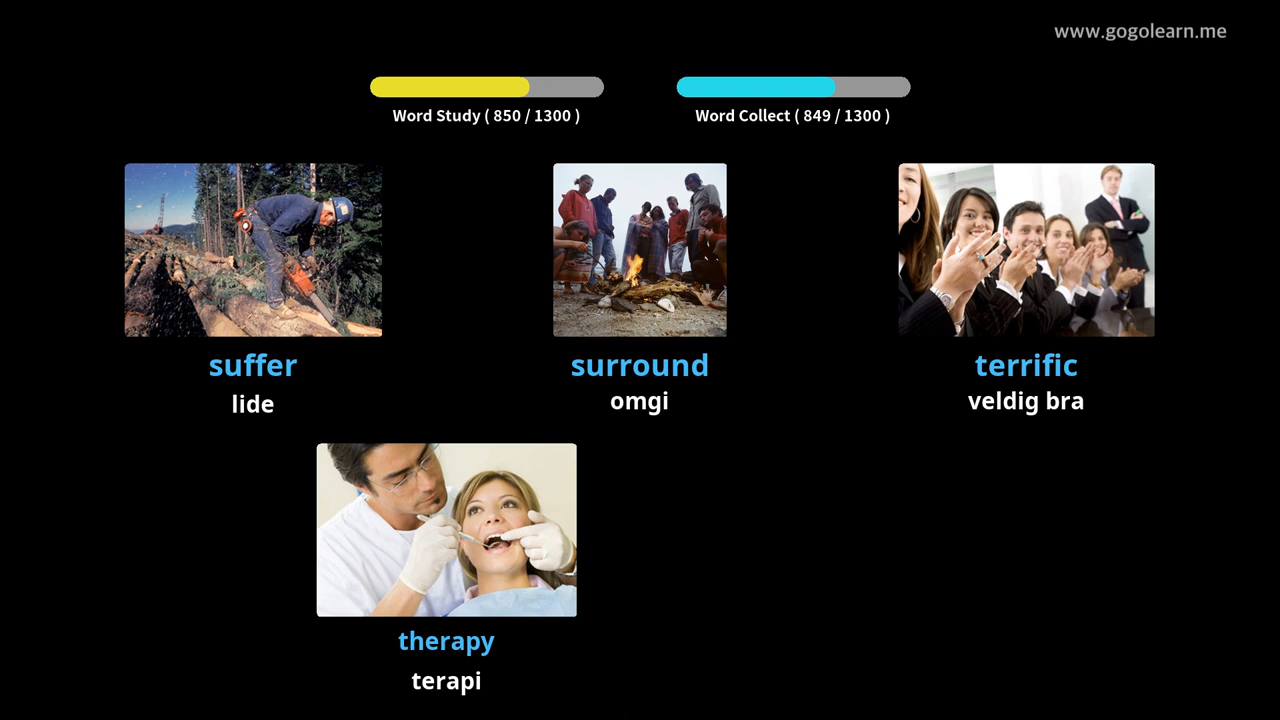 www.gogolearn.me
Word Study ( 850 / 1300 )
Word Collect ( 849 / 1300 )
suffer
lide
surround
omgi
terrific
veldig bra
therapy
terapi